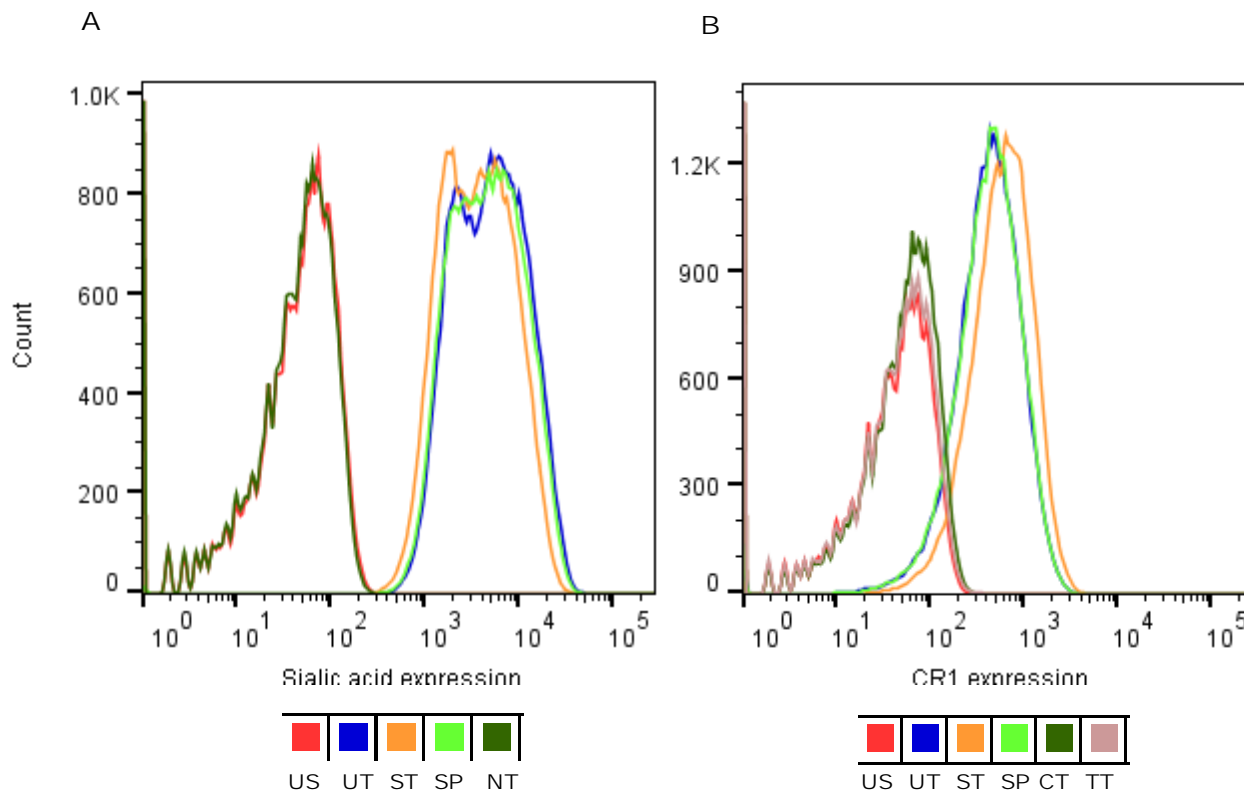 A
B
1.0K
800
600
400
200
0
Count
10^0 10^1 10^2 10^3 10^4 10^5
Sialic acid expression
US UT ST SP NT
1.2K
900
600
300
0
10^0 10^1 10^2 10^3 10^4 10^5
CR1 expression
US UT ST SP CT TT